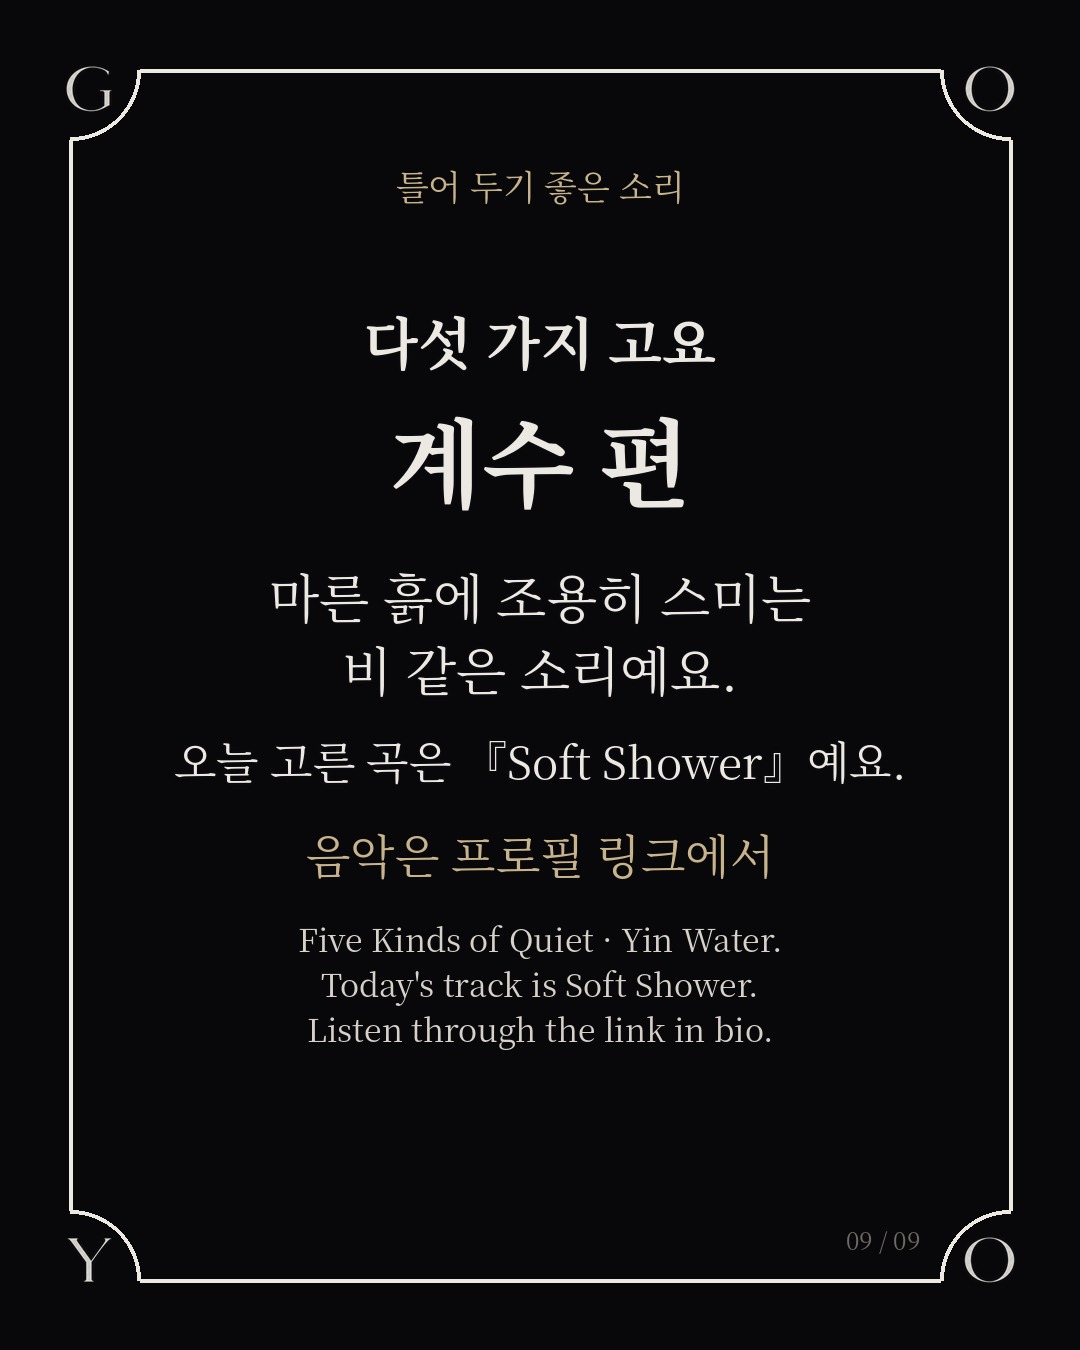 G O
틀어 두기 좋은 소리
다섯 가지 고요
계수 편
마른 흙에 조용히 스미는
비 같은 소리예요.
오늘 고른 곡은 『Soft Shower』예요.
음악은 프로필 링크에서
Five Kinds of Quiet · Yin Water.
Today's track is Soft Shower.
Listen through the link in bio.
09 / 09
Y O